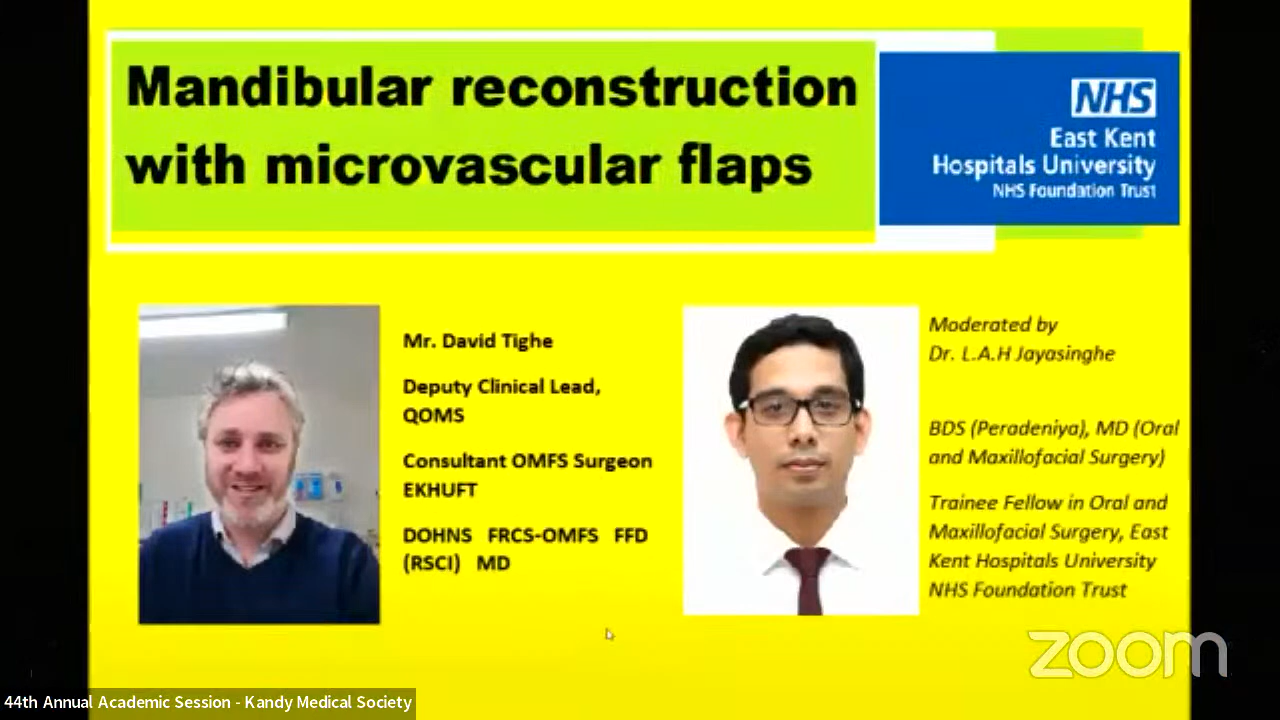 Mandibular reconstruction
with microvascular flaps
NHS
East Kent
Hospitals University
NHS Foundation Trust
Mr. David Tighe
Deputy Clinical Lead,
QOMS
Consultant OMFS Surgeon
EKHUFT
DOHNS FRCS-OMFS FFD
(RSCI) MD
Moderated by
Dr. L.A.H Jayasinghe
BDS (Peradeniya), MD (Oral
and Maxillofacial Surgery)
Trainee Fellow in Oral and
Maxillofacial Surgery, East
Kent Hospitals University
NHS Foundation Trust
zoom
44th Annual Academic Session - Kandy Medical Society